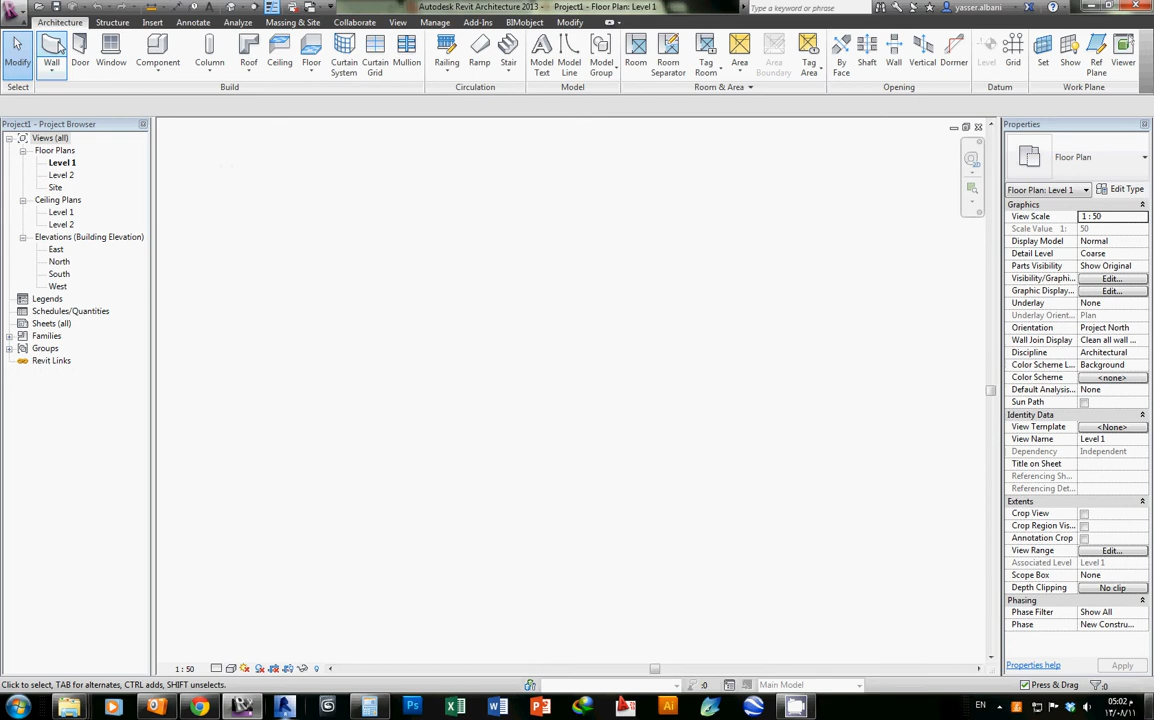 Autodesk Revit Architecture 2013 - Project1 - Floor Plan: Level 1
Type a keyword or phrase
yasser.albani
Architecture Structure Insert Annotate Analyze Massing & Site Collaborate View Manage Add-Ins BIMobject Modify
Modify Wall Door Window Component Column Roof Ceiling Floor Curtain System Curtain Grid Mullion Railing Ramp Stair Model Text Model Line Model Group Room Room Separator Tag Room Area Area Boundary Tag Area By Face Shaft Wall Vertical Dormer Level Grid Set Show Ref Plane Viewer
Select Build Circulation Model Room & Area Opening Datum Work Plane
Project1 - Project Browser
Views (all)
Floor Plans
Level 1
Level 2
Site
Ceiling Plans
Level 1
Level 2
Elevations (Building Elevation)
East
North
South
West
Legends
Schedules/Quantities
Sheets (all)
Families
Groups
Revit Links
Properties
Floor Plan
Floor Plan: Level 1 Edit Type
Graphics
View Scale 1 : 50
Scale Value 1: 50
Display Model Normal
Detail Level Coarse
Parts Visibility Show Original
Visibility/Graphi... Edit...
Graphic Display... Edit...
Underlay None
Underlay Orient... Plan
Orientation Project North
Wall Join Display Clean all wall ...
Discipline Architectural
Color Scheme L... Background
Color Scheme <none>
Default Analysis... None
Sun Path
Identity Data
View Template <None>
View Name Level 1
Dependency Independent
Title on Sheet
Referencing Sh...
Referencing Det...
Extents
Crop View
Crop Region Vis...
Annotation Crop
View Range Edit...
Associated Level Level 1
Scope Box None
Depth Clipping No clip
Phasing
Phase Filter Show All
Phase New Constru...
Properties help Apply
1 : 50
Click to select, TAB for alternates, CTRL adds, SHIFT unselects.
:0 Main Model Press & Drag :0
EN
05:02 م
١٣/٠٨/١١